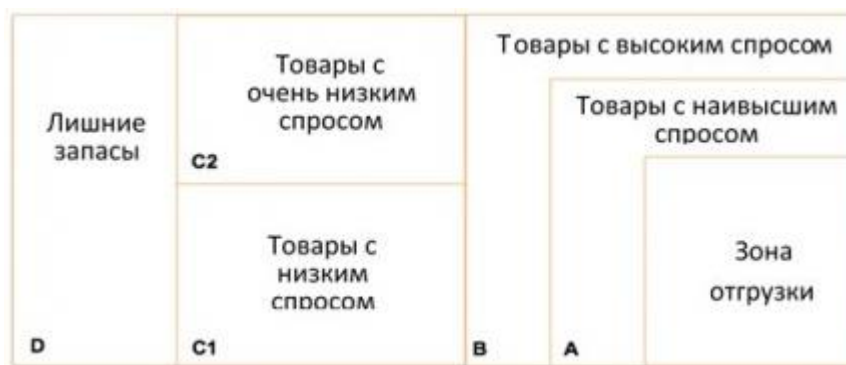 Лишние
запасы
D
Товары с
очень низким
спросом
C2
Товары с
низким
спросом
C1
Товары с высоким спросом
B
Товары с наивысшим
спросом
A
Зона
отгрузки